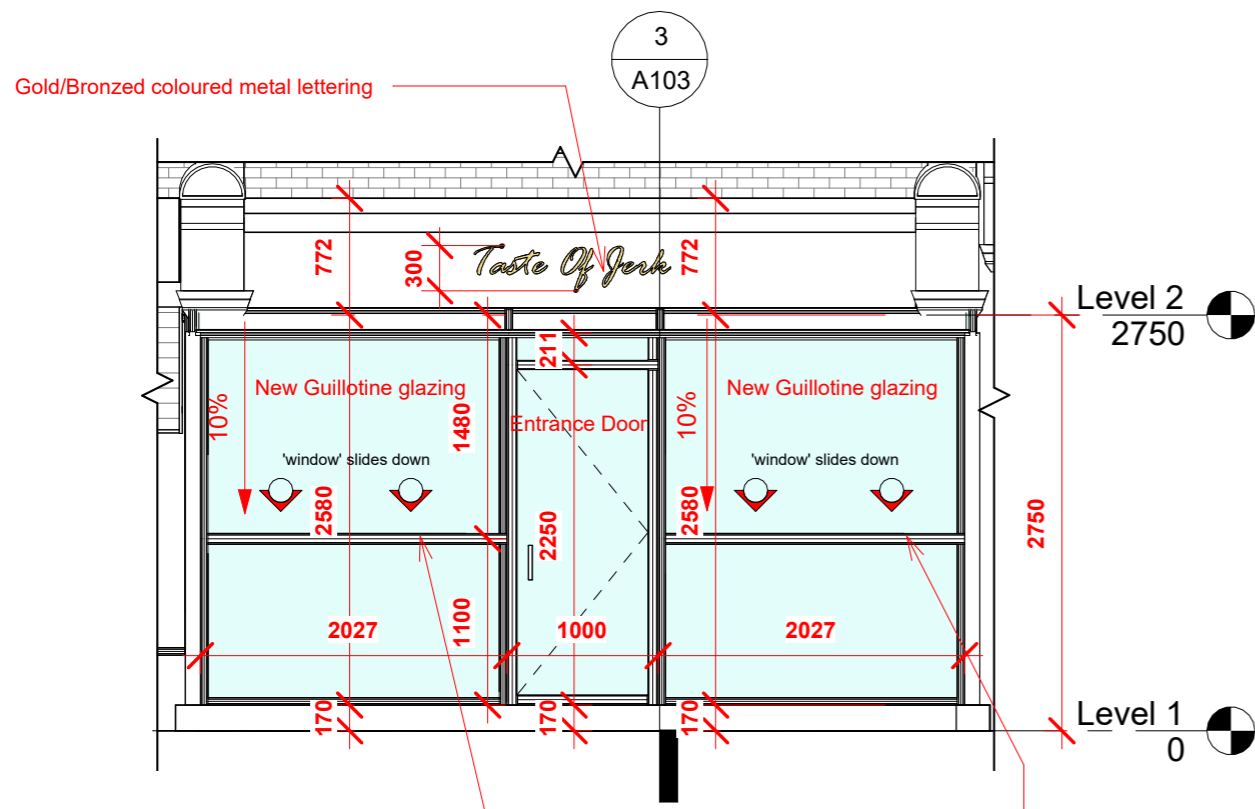 3
A103
Gold/Bronzed coloured metal lettering
772
300
Taste Of Jerk
772
Level 2
2750
211
New Guillotine glazing
New Guillotine glazing
10%
1480
Entrance Door
10%
'window' slides down
'window' slides down
2580
2250
2580
2750
1100
2027
1000
2027
170
170
170
Level 1
0